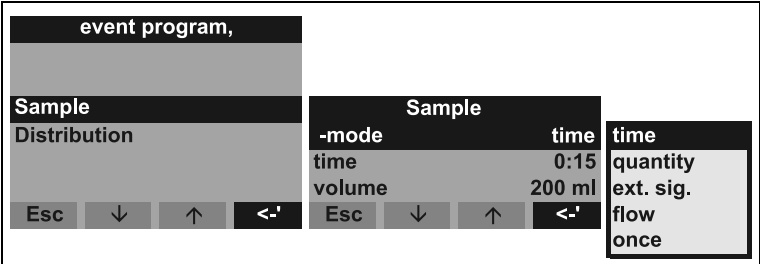 event program,
Sample
Distribution
Esc ↓ ↑ <-'
Sample
-mode time
time 0:15
volume 200 ml
Esc ↓ ↑ <-'
time
quantity
ext. sig.
flow
once